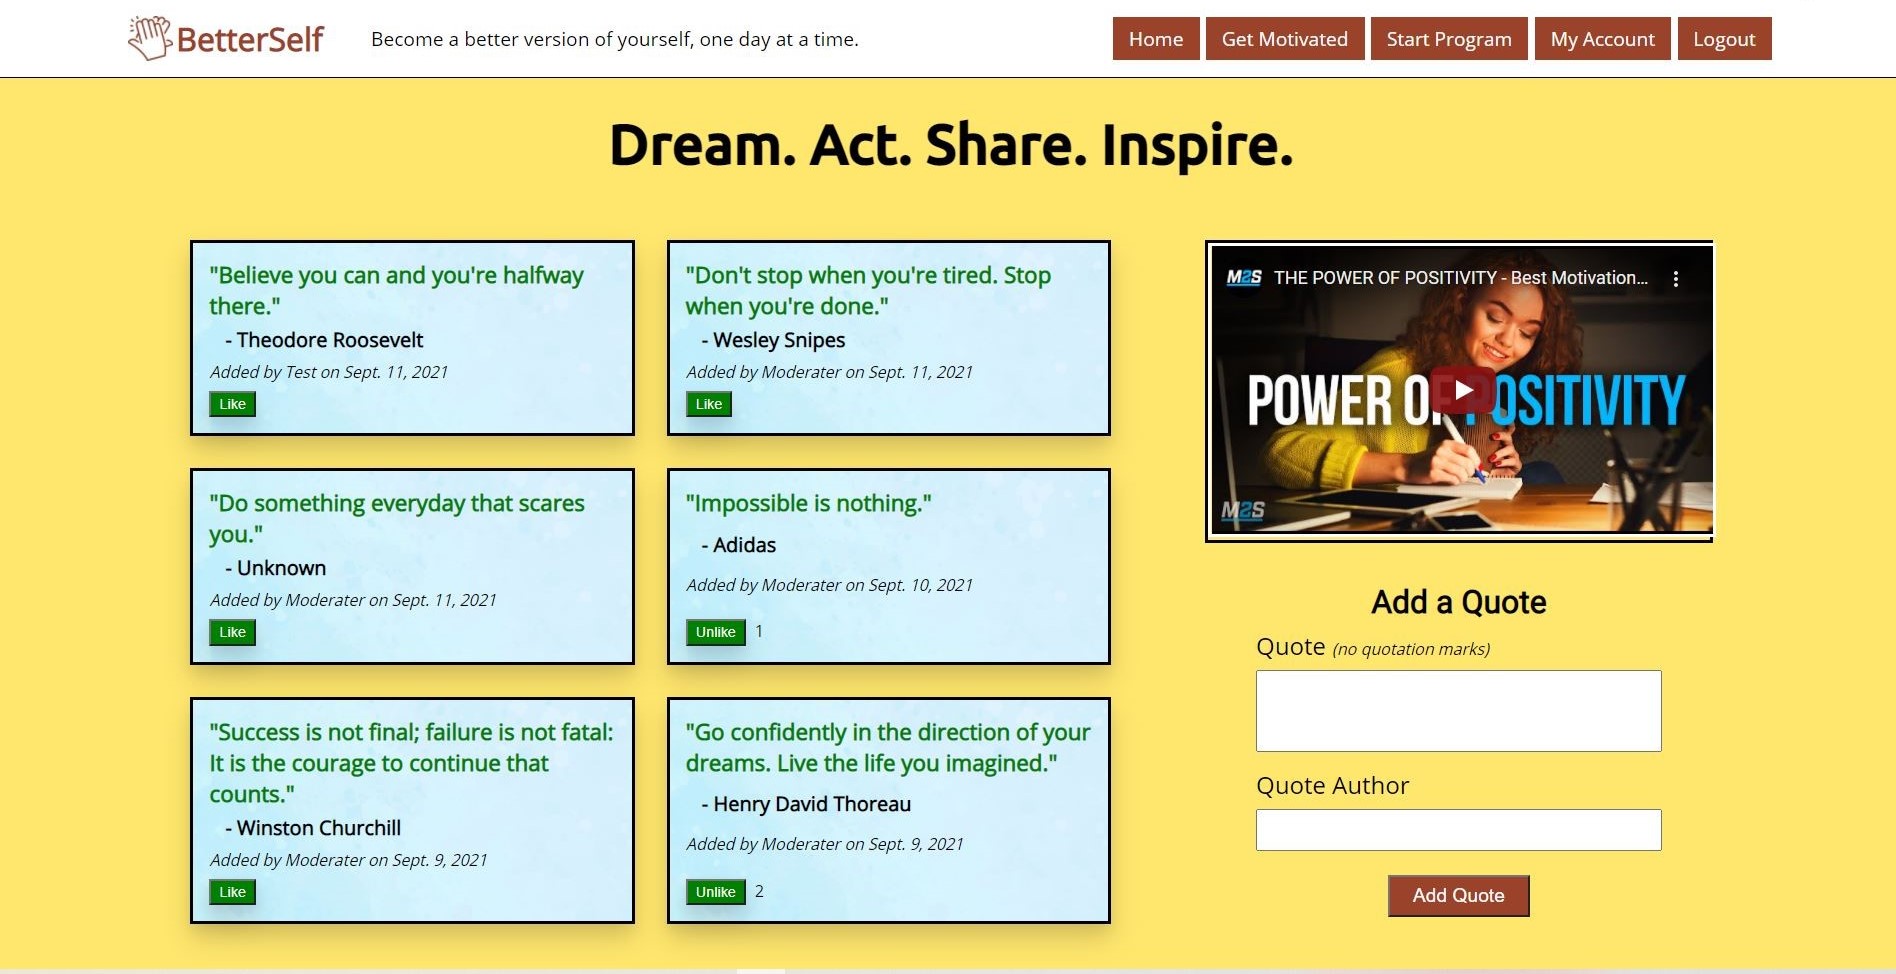 BetterSelf
Become a better version of yourself, one day at a time.
Home
Get Motivated
Start Program
My Account
Logout
Dream. Act. Share. Inspire.
"Believe you can and you're halfway
there."
- Theodore Roosevelt
Added by Test on Sept. 11, 2021
Like
"Don't stop when you're tired. Stop
when you're done."
- Wesley Snipes
Added by Moderater on Sept. 11, 2021
Like
"Do something everyday that scares
you."
- Unknown
Added by Moderater on Sept. 11, 2021
Like
"Impossible is nothing."
- Adidas
Added by Moderater on Sept. 10, 2021
Unlike 1
"Success is not final; failure is not fatal:
It is the courage to continue that
counts."
- Winston Churchill
Added by Moderater on Sept. 9, 2021
Like
"Go confidently in the direction of your
dreams. Live the life you imagined."
- Henry David Thoreau
Added by Moderater on Sept. 9, 2021
Unlike 2
M2S THE POWER OF POSITIVITY - Best Motivation...
POWER OF POSITIVITY
M2S
Add a Quote
Quote (no quotation marks)
Quote Author
Add Quote